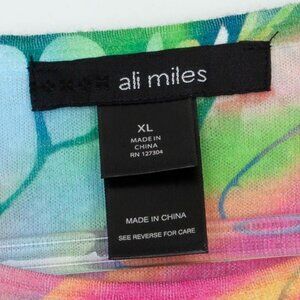 ali miles
XL
MADE IN
CHINA
RN 127304
MADE IN CHINA
SEE REVERSE FOR CARE